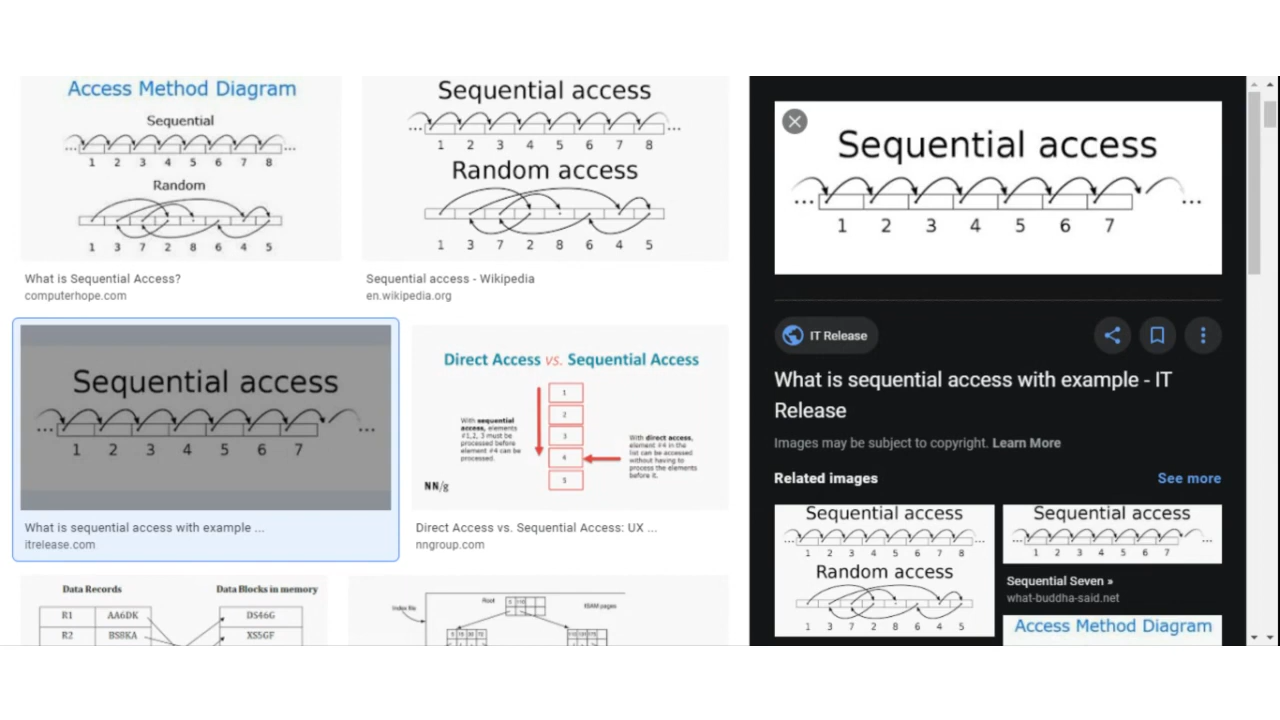 Access Method Diagram
Sequential
... ...
1 2 3 4 5 6 7 8
Random
1 3 7 2 8 6 4 5
What is Sequential Access?
computerhope.com
Sequential access
... ...
1 2 3 4 5 6 7 8
Random access
1 3 7 2 8 6 4 5
Sequential access - Wikipedia
en.wikipedia.org
Sequential access
... ...
1 2 3 4 5 6 7
What is sequential access with example ...
itrelease.com
Direct Access vs. Sequential Access
1
2
3
4
5
With sequential
access, elements
#1,2, 3 must be
processed before
element #4 can be
processed.
With direct access,
element #4 in the
list can be accessed
without having to
process the elements
before it.
NN/g
Direct Access vs. Sequential Access: UX ...
nngroup.com
Data Records Data Blocks in memory
R1 AA6DK DS46G
R2 BS8KA XS5GF
Index file
Root
ISAM pages
Sequential access
... ...
1 2 3 4 5 6 7
IT Release
What is sequential access with example - IT
Release
Images may be subject to copyright. Learn More
Related images See more
Sequential access
... ...
1 2 3 4 5 6 7 8
Random access
1 3 7 2 8 6 4 5
Sequential access
... ...
1 2 3 4 5 6 7
Sequential Seven »
what-buddha-said.net
Access Method Diagram